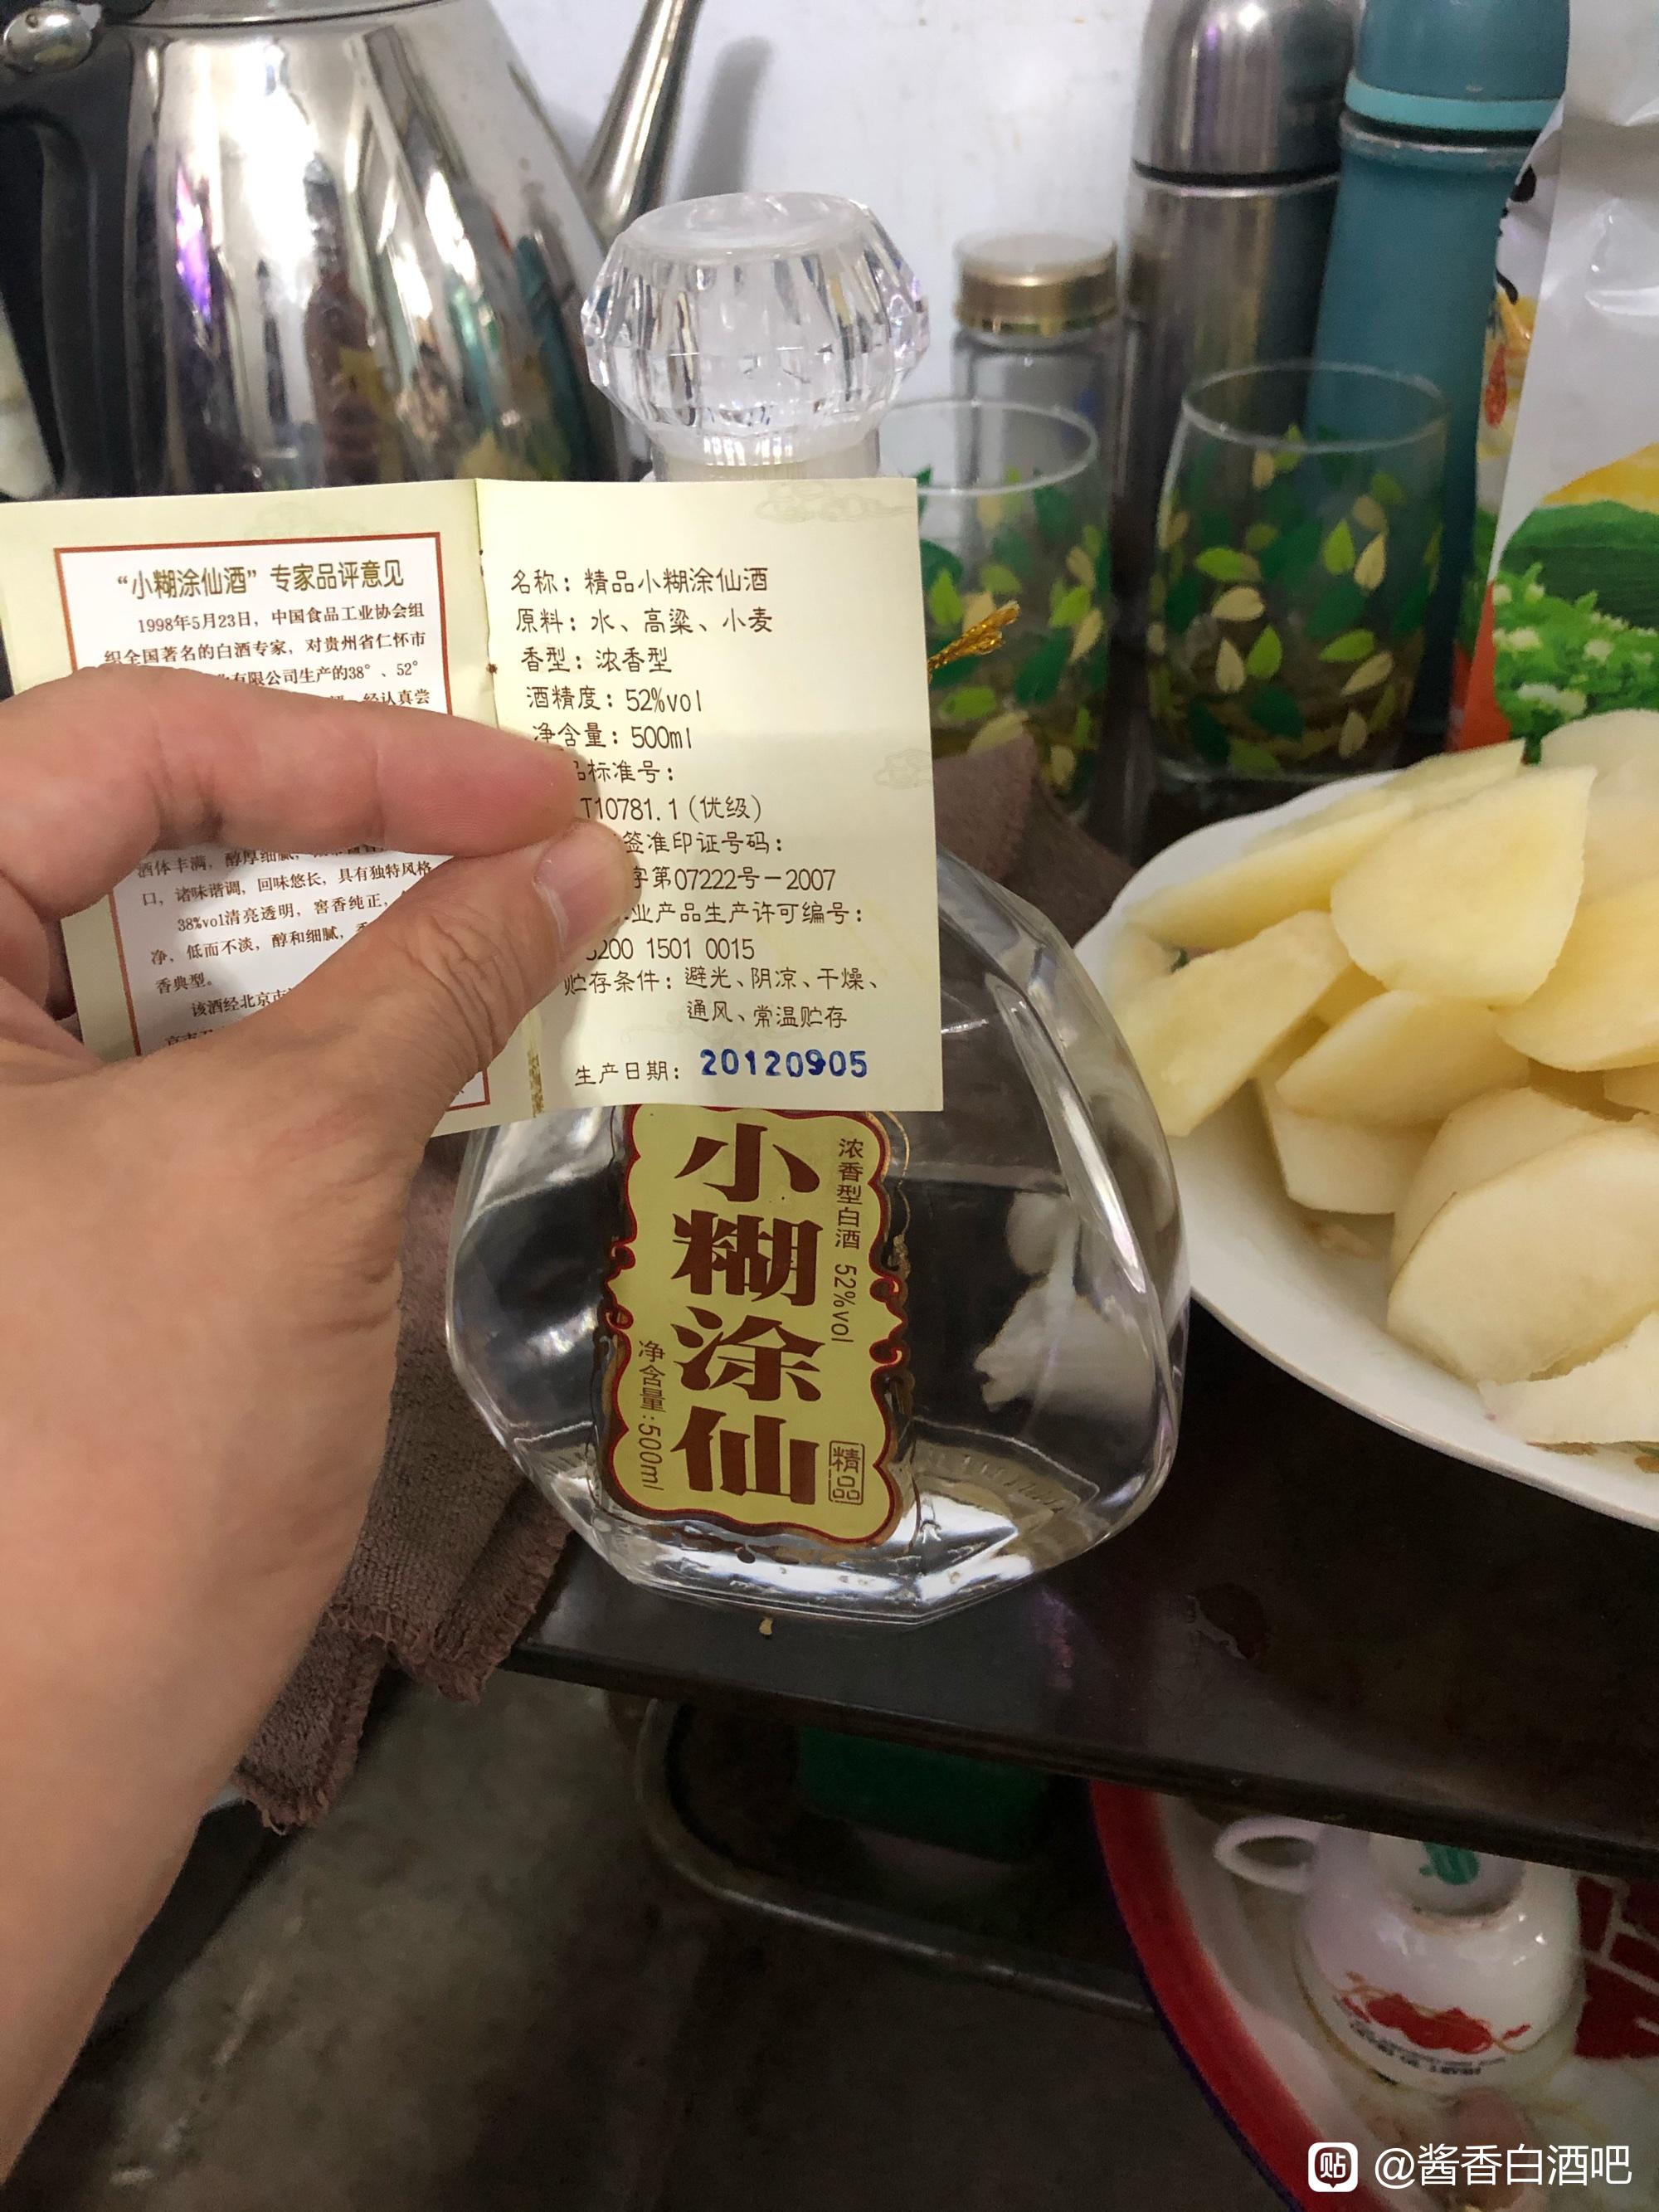 “小糊涂仙酒”专家品评意见
1998年5月23日，中国食品工业协会组
织全国著名的白酒专家，对贵州省仁怀市
有限公司生产的38°、52°
经认真尝
酒体丰满，醇厚细腻，
口，诸味谐调，回味悠长，具有独特风格
38%vol清亮透明，窖香纯正，
净，低而不淡，醇和细腻，
香典型。
该酒经北京市
名称：精品小糊涂仙酒
原料：水、高粱、小麦
香型：浓香型
酒精度：52%vol
净含量：500ml
品标准号：
T10781.1（优级）
签准印证号码：
字第07222号－2007
业产品生产许可编号：
5200 1501 0015
贮存条件：避光、阴凉、干燥、
通风、常温贮存
生产日期：20120905
小糊涂仙
浓香型白酒 52%vol
净含量:500ml
精品
贴 @酱香白酒吧